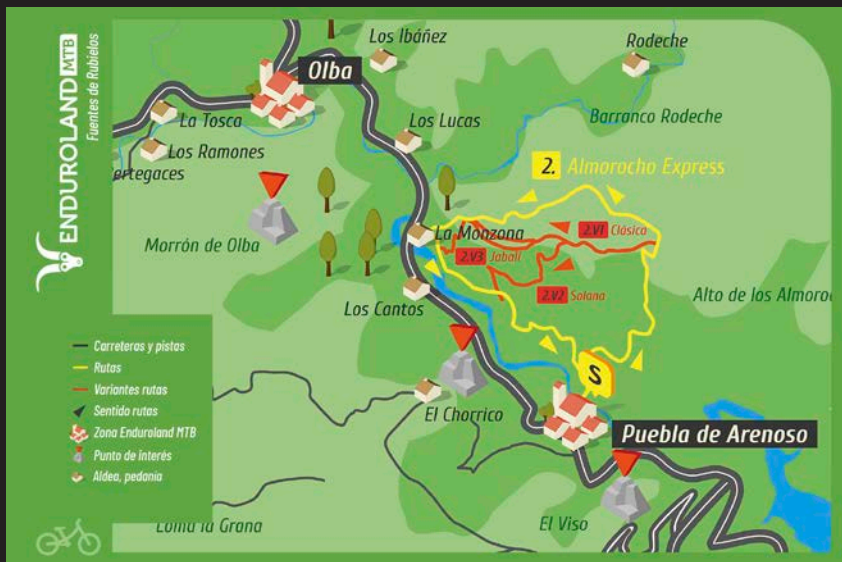 ENDUROLAND MTB
Fuentes de Rubielos
Los Ibáñez
Rodeche
Olba
La Tosca
Los Lucas
Barranco Rodeche
Los Ramones
ertegaces
2. Almorocho Express
Morrón de Olba
La Monzona
2.V1 Clásica
2.V3 Jabalí
2.V2 Solana
Los Cantos
Alto de los Almoroc
S
El Chorrico
Puebla de Arenoso
El Viso
Loma la Grana
Carreteras y pistas
Rutas
Variantes rutas
Sentido rutas
Zona Enduroland MTB
Punto de interés
Aldea, pedanía